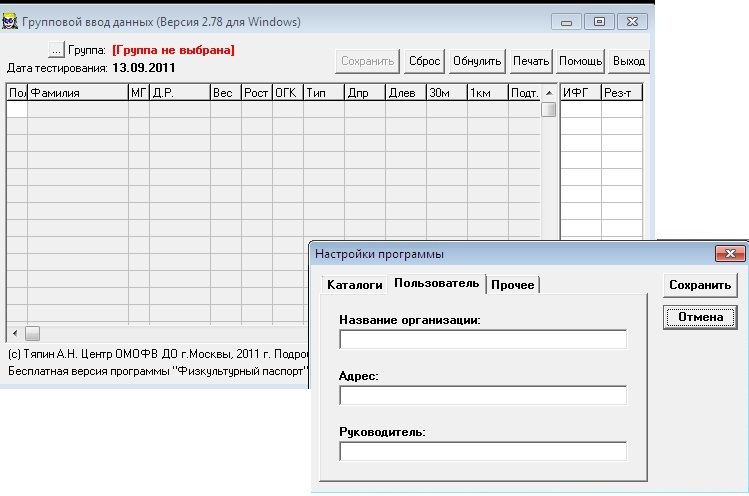 Групповой ввод данных (Версия 2.78 для Windows)
... Группа: [Группа не выбрана]
Дата тестирования: 13.09.2011
Сохранить Сброс Обнулить Печать Помощь Выход
Пол Фамилия МГ Д.Р. Вес Рост ОГК Тип Дпр Длев 30м 1км Подт. ИФГ Рез-т
(с) Тяпин А.Н. Центр ОМОФВ ДО г.Москвы, 2011 г.
Бесплатная версия программы "Физкультурный паспорт"
Настройки программы
Каталоги Пользователь Прочее
Сохранить
Отмена
Название организации:
Адрес:
Руководитель: